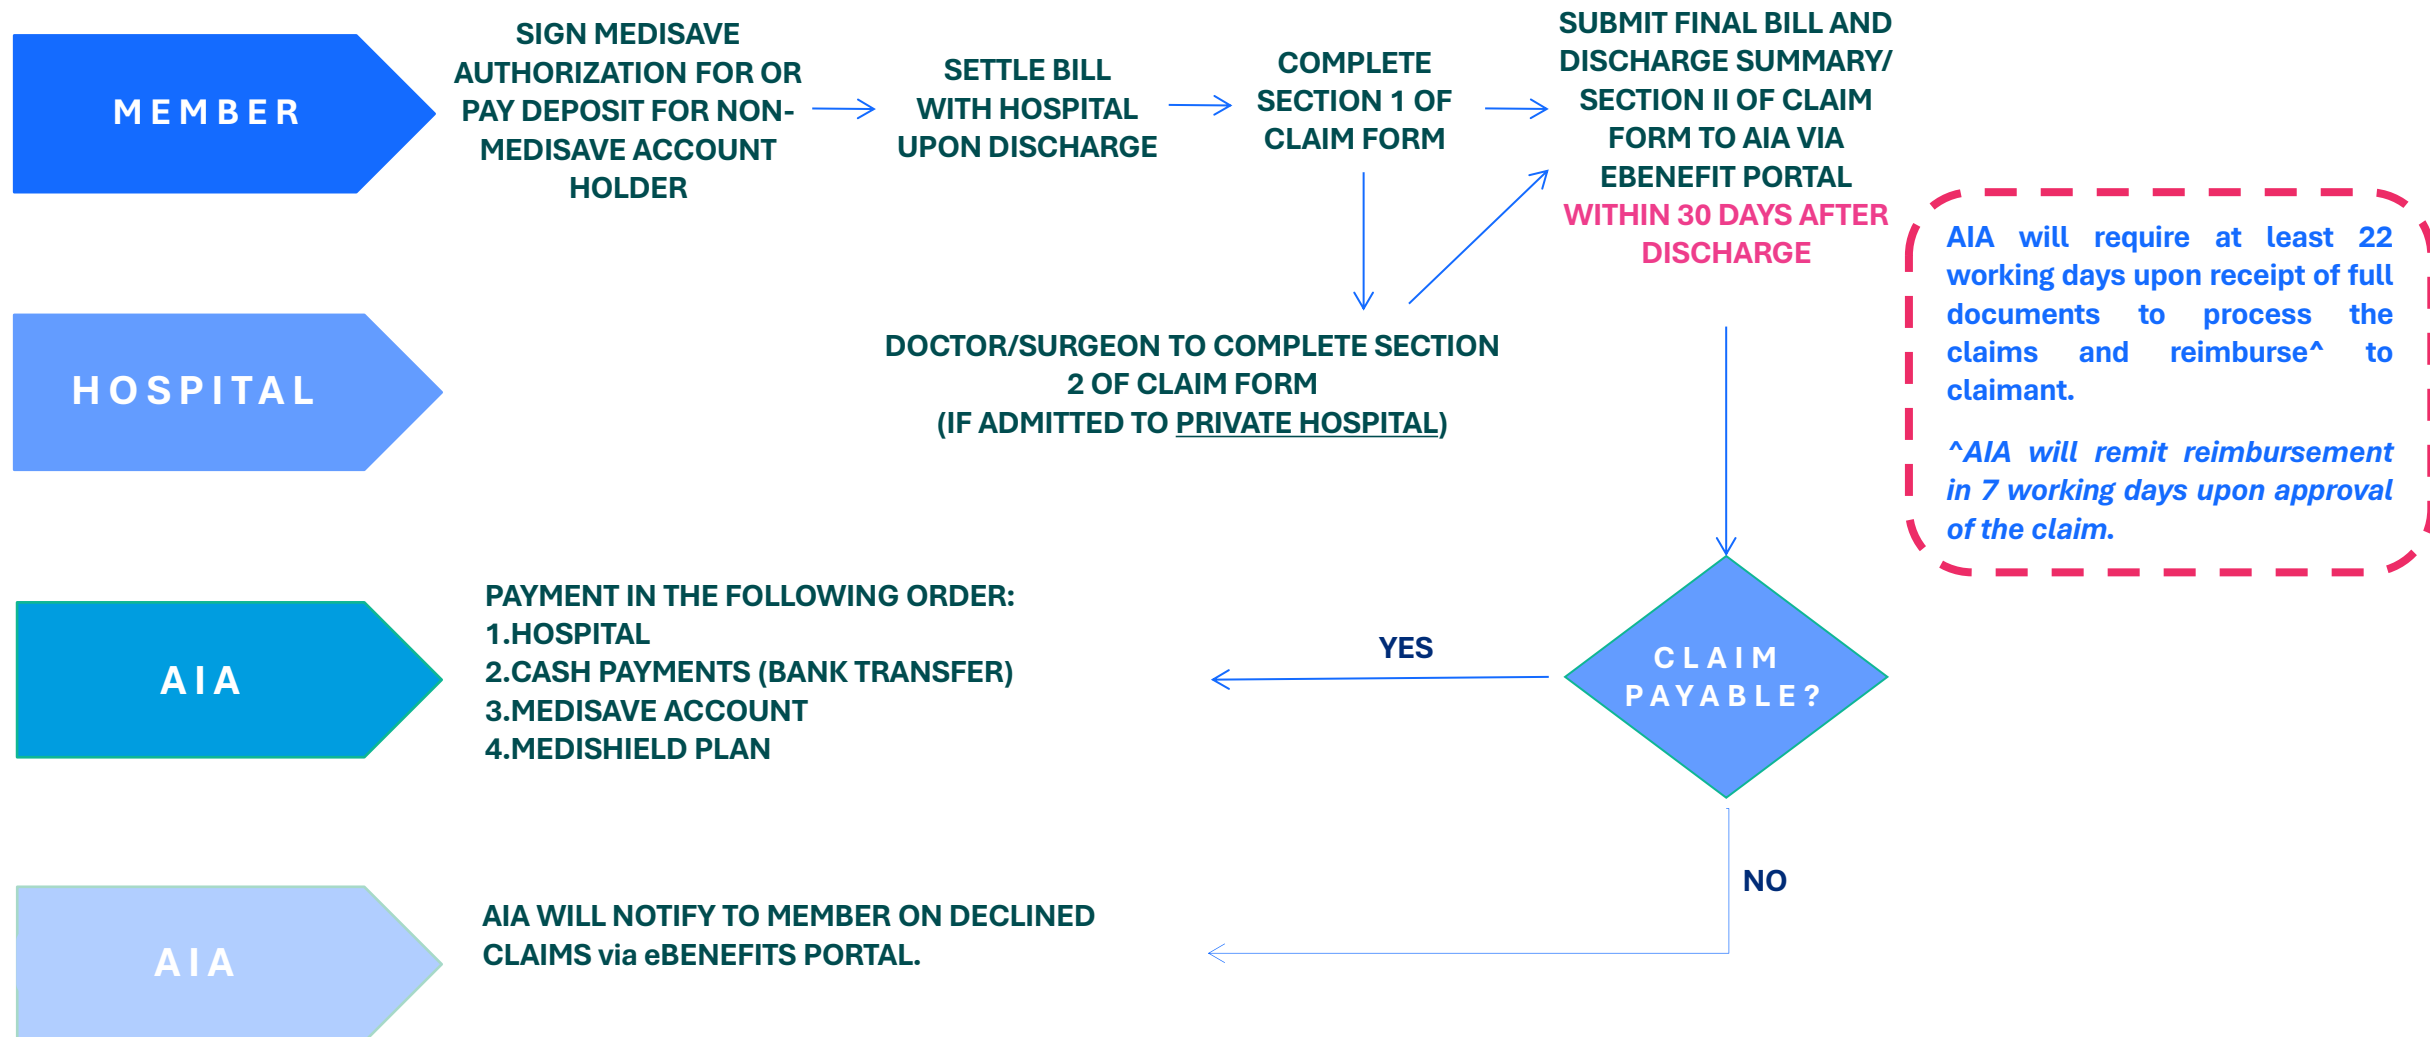 MEMBER
SIGN MEDISAVE
AUTHORIZATION FOR OR
PAY DEPOSIT FOR NON-
MEDISAVE ACCOUNT
HOLDER
SETTLE BILL
WITH HOSPITAL
UPON DISCHARGE
COMPLETE
SECTION 1 OF
CLAIM FORM
SUBMIT FINAL BILL AND
DISCHARGE SUMMARY/
SECTION II OF CLAIM
FORM TO AIA VIA
EBENEFIT PORTAL
WITHIN 30 DAYS AFTER
DISCHARGE
AIA will require at least 22
working days upon receipt of full
documents to process the
claims and reimburse^ to
claimant.
^AIA will remit reimbursement
in 7 working days upon approval
of the claim.
HOSPITAL
DOCTOR/SURGEON TO COMPLETE SECTION
2 OF CLAIM FORM
(IF ADMITTED TO PRIVATE HOSPITAL)
AIA
PAYMENT IN THE FOLLOWING ORDER:
1.HOSPITAL
2.CASH PAYMENTS (BANK TRANSFER)
3.MEDISAVE ACCOUNT
4.MEDISHIELD PLAN
YES
CLAIM
PAYABLE?
NO
AIA
AIA WILL NOTIFY TO MEMBER ON DECLINED
CLAIMS via eBENEFITS PORTAL.